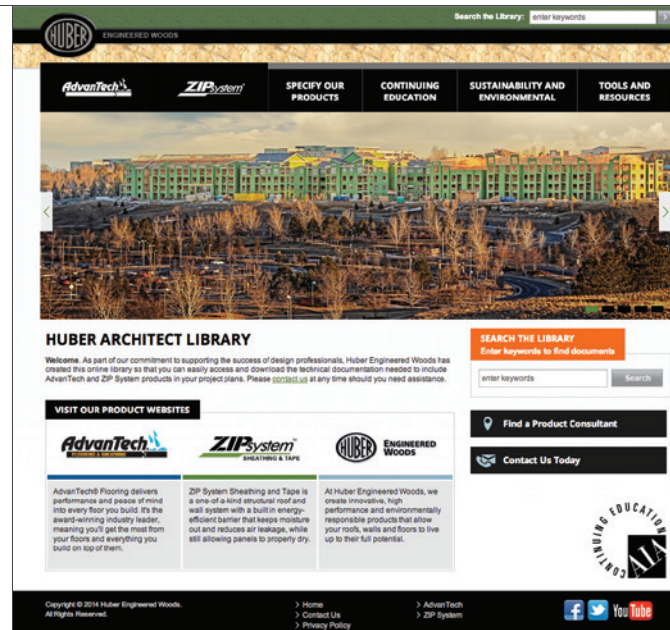 Search the Library: enter keywords
HUBER ENGINEERED WOODS
AdvanTech
ZIPSystem
SPECIFY OUR
PRODUCTS
CONTINUING
EDUCATION
SUSTAINABILITY AND
ENVIRONMENTAL
TOOLS AND
RESOURCES
HUBER ARCHITECT LIBRARY
Welcome. As part of our commitment to supporting the success of design professionals, Huber Engineered Woods has
created this online library so that you can easily access and download the technical documentation needed to include
AdvanTech and ZIP System products in your project plans. Please contact us at any time should you need assistance.
SEARCH THE LIBRARY
Enter keywords to find documents
enter keywords Search
Find a Product Consultant
Contact Us Today
VISIT OUR PRODUCT WEBSITES
AdvanTech
FLOORING & SHEATHING
ZIPSystem™
SHEATHING & TAPE
HUBER ENGINEERED
WOODS
AdvanTech® Flooring delivers
performance and peace of mind
into every floor you build. It's the
award-winning industry leader,
meaning you'll get the most from
your floors and everything you
build on top of them.
ZIP System Sheathing and Tape is
a one-of-a-kind structural roof and
wall system with a built in energy-
efficient barrier that keeps moisture
out and reduces air leakage, while
still allowing panels to properly dry.
At Huber Engineered Woods, we
create innovative, high
performance and environmentally
responsible products that allow
your roofs, walls and floors to live
up to their full potential.
CONTINUING EDUCATION
AIA
Copyright © 2014 Huber Engineered Woods.
All Rights Reserved.
> Home
> Contact Us
> Privacy Policy
> AdvanTech
> ZIP System
f
You Tube